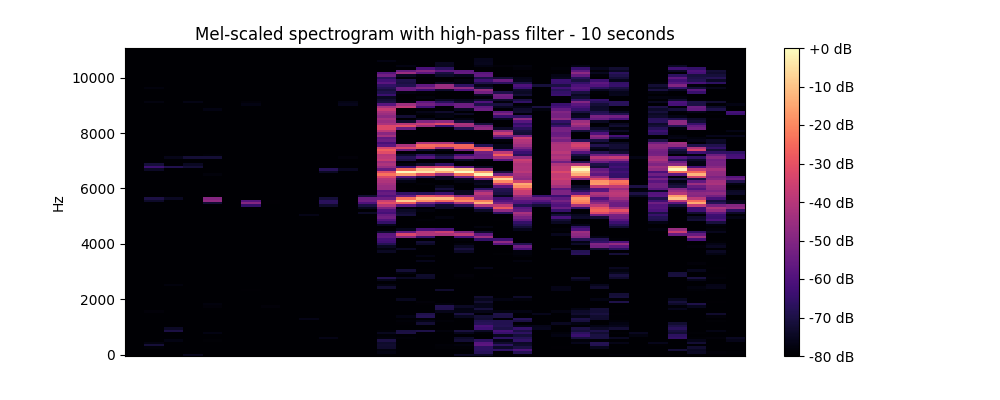 Mel-scaled spectrogram with high-pass filter - 10 seconds
Hz
10000
8000
6000
4000
2000
0
+0 dB
-10 dB
-20 dB
-30 dB
-40 dB
-50 dB
-60 dB
-70 dB
-80 dB